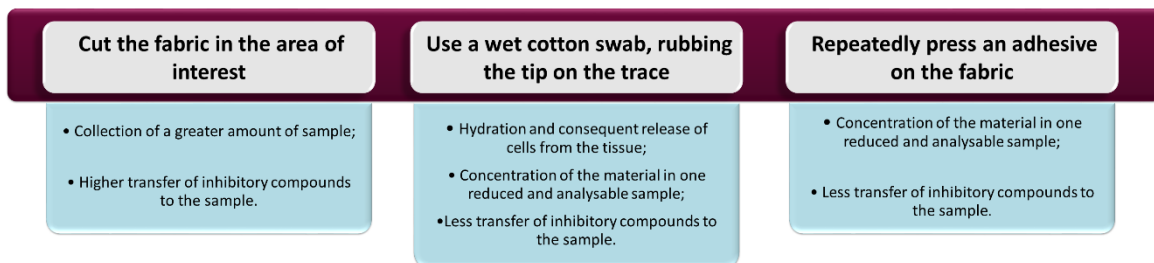 Cut the fabric in the area of
interest
• Collection of a greater amount of sample;
• Higher transfer of inhibitory compounds
to the sample.
Use a wet cotton swab, rubbing
the tip on the trace
• Hydration and consequent release of
cells from the tissue;
• Concentration of the material in one
reduced and analysable sample;
•Less transfer of inhibitory compounds to
the sample.
Repeatedly press an adhesive
on the fabric
• Concentration of the material in one
reduced and analysable sample;
• Less transfer of inhibitory compounds to
the sample.